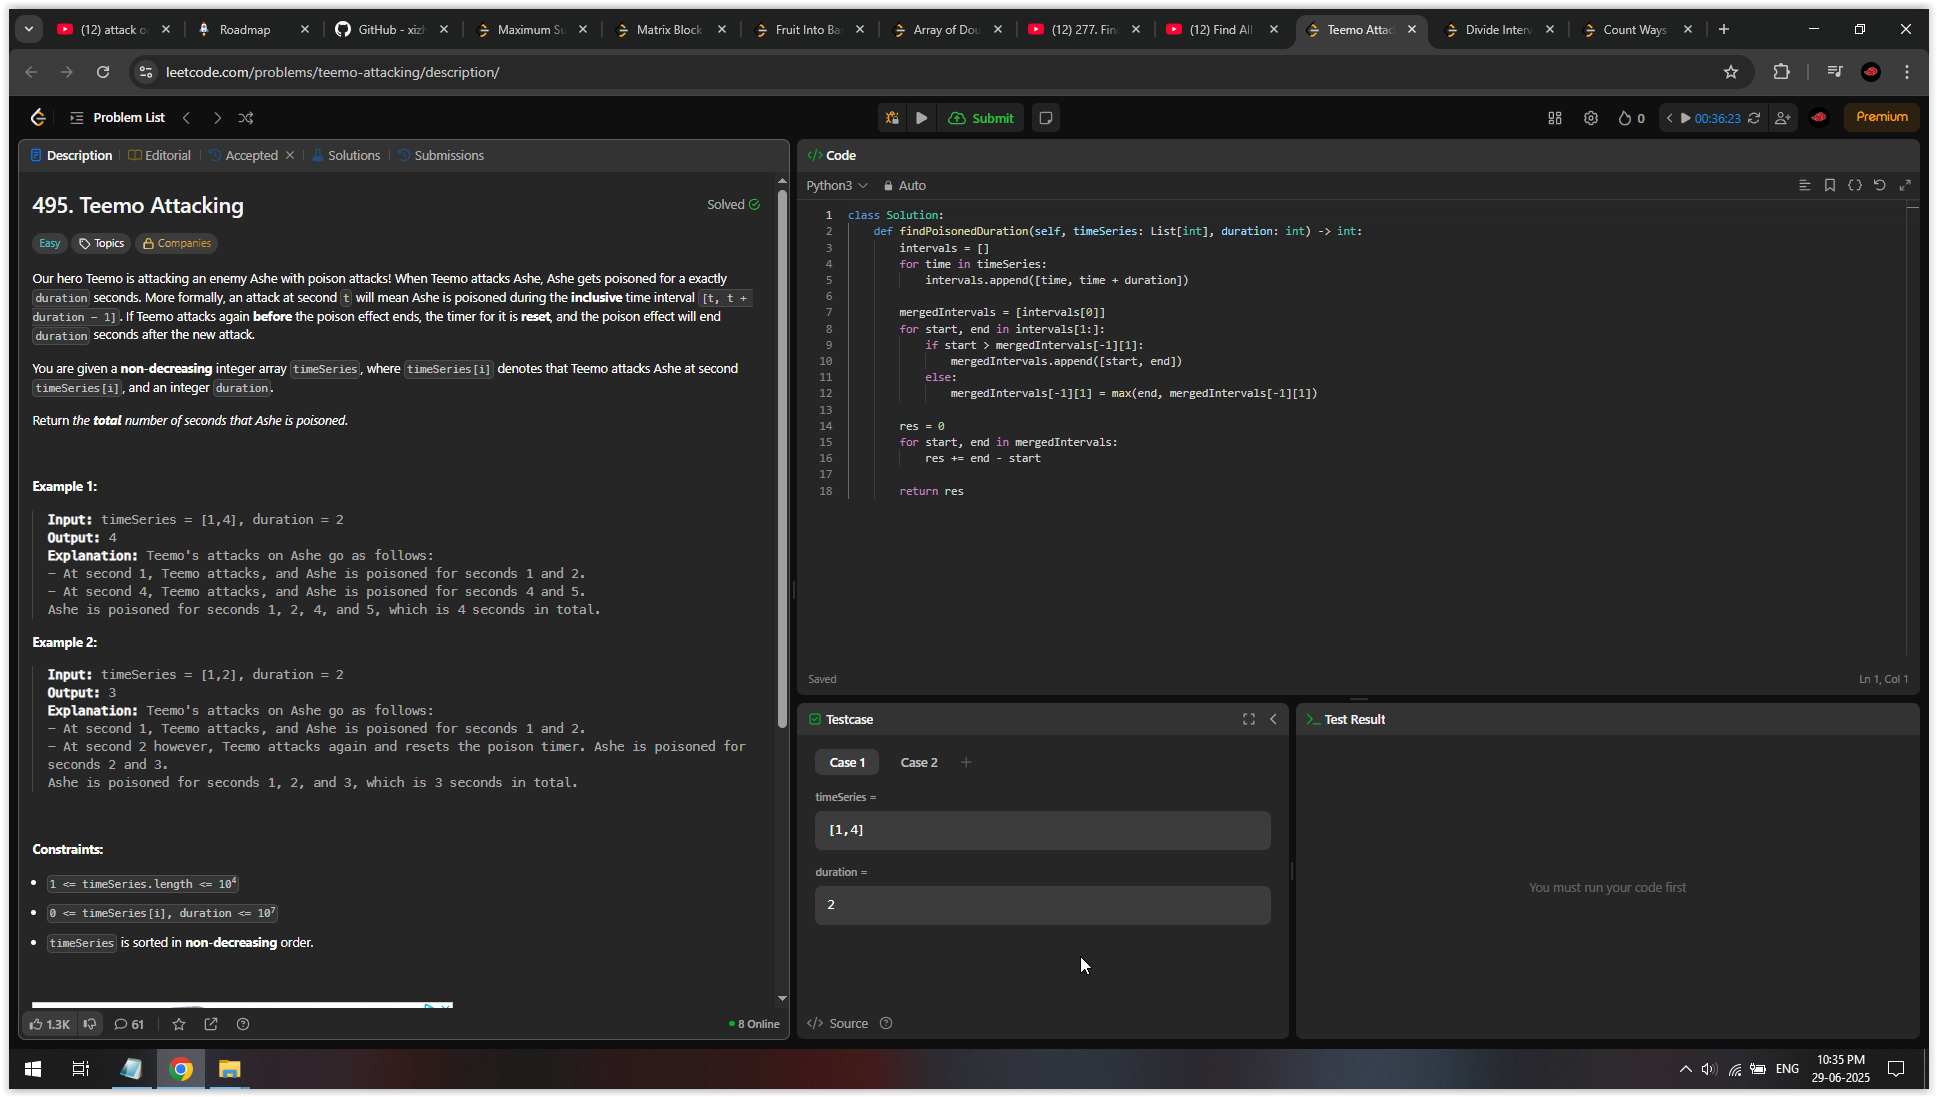 (12) attack o
Roadmap
GitHub - xizh
Maximum Su
Matrix Block
Fruit Into Ba
Array of Dou
(12) 277. Fin
(12) Find All
Teemo Attac
Divide Interv
Count Ways
leetcode.com/problems/teemo-attacking/description/
Problem List
Submit
0
00:36:23
Premium
Description
Editorial
Accepted
Solutions
Submissions
495. Teemo Attacking
Solved
Easy
Topics
Companies
Our hero Teemo is attacking an enemy Ashe with poison attacks! When Teemo attacks Ashe, Ashe gets poisoned for a exactly
duration seconds. More formally, an attack at second t will mean Ashe is poisoned during the inclusive time interval [t, t +
duration - 1]. If Teemo attacks again before the poison effect ends, the timer for it is reset, and the poison effect will end
duration seconds after the new attack.
You are given a non-decreasing integer array timeSeries, where timeSeries[i] denotes that Teemo attacks Ashe at second
timeSeries[i], and an integer duration.
Return the total number of seconds that Ashe is poisoned.
Example 1:
Input: timeSeries = [1,4], duration = 2
Output: 4
Explanation: Teemo's attacks on Ashe go as follows:
- At second 1, Teemo attacks, and Ashe is poisoned for seconds 1 and 2.
- At second 4, Teemo attacks, and Ashe is poisoned for seconds 4 and 5.
Ashe is poisoned for seconds 1, 2, 4, and 5, which is 4 seconds in total.
Example 2:
Input: timeSeries = [1,2], duration = 2
Output: 3
Explanation: Teemo's attacks on Ashe go as follows:
- At second 1, Teemo attacks, and Ashe is poisoned for seconds 1 and 2.
- At second 2 however, Teemo attacks again and resets the poison timer. Ashe is poisoned for
seconds 2 and 3.
Ashe is poisoned for seconds 1, 2, and 3, which is 3 seconds in total.
Constraints:
• 1 <= timeSeries.length <= 10⁴
• 0 <= timeSeries[i], duration <= 10⁷
• timeSeries is sorted in non-decreasing order.
1.3K
61
8 Online
</> Code
Python3
Auto
1 class Solution:
2     def findPoisonedDuration(self, timeSeries: List[int], duration: int) -> int:
3         intervals = []
4         for time in timeSeries:
5             intervals.append([time, time + duration])
6
7         mergedIntervals = [intervals[0]]
8         for start, end in intervals[1:]:
9             if start > mergedIntervals[-1][1]:
10                 mergedIntervals.append([start, end])
11             else:
12                 mergedIntervals[-1][1] = max(end, mergedIntervals[-1][1])
13
14         res = 0
15         for start, end in mergedIntervals:
16             res += end - start
17
18         return res
Saved
Ln 1, Col 1
Testcase
Case 1
Case 2
+
timeSeries =
[1,4]
duration =
2
</> Source
>_ Test Result
You must run your code first
ENG
10:35 PM
29-06-2025